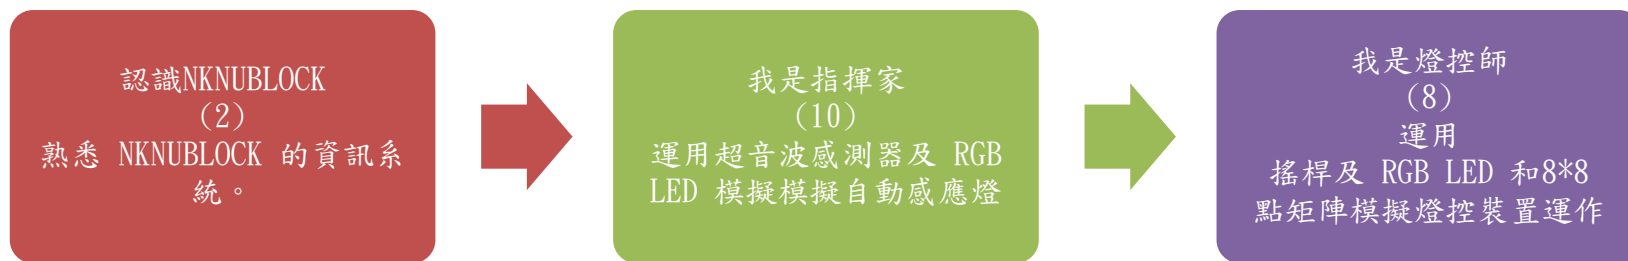 認識NKNUBLOCK
(2)
熟悉 NKNUBLOCK 的資訊系
統。
我是指揮家
(10)
運用超音波感測器及 RGB
LED 模擬模擬自動感應燈
我是燈控師
(8)
運用
搖桿及 RGB LED 和8*8
點矩陣模擬燈控裝置運作